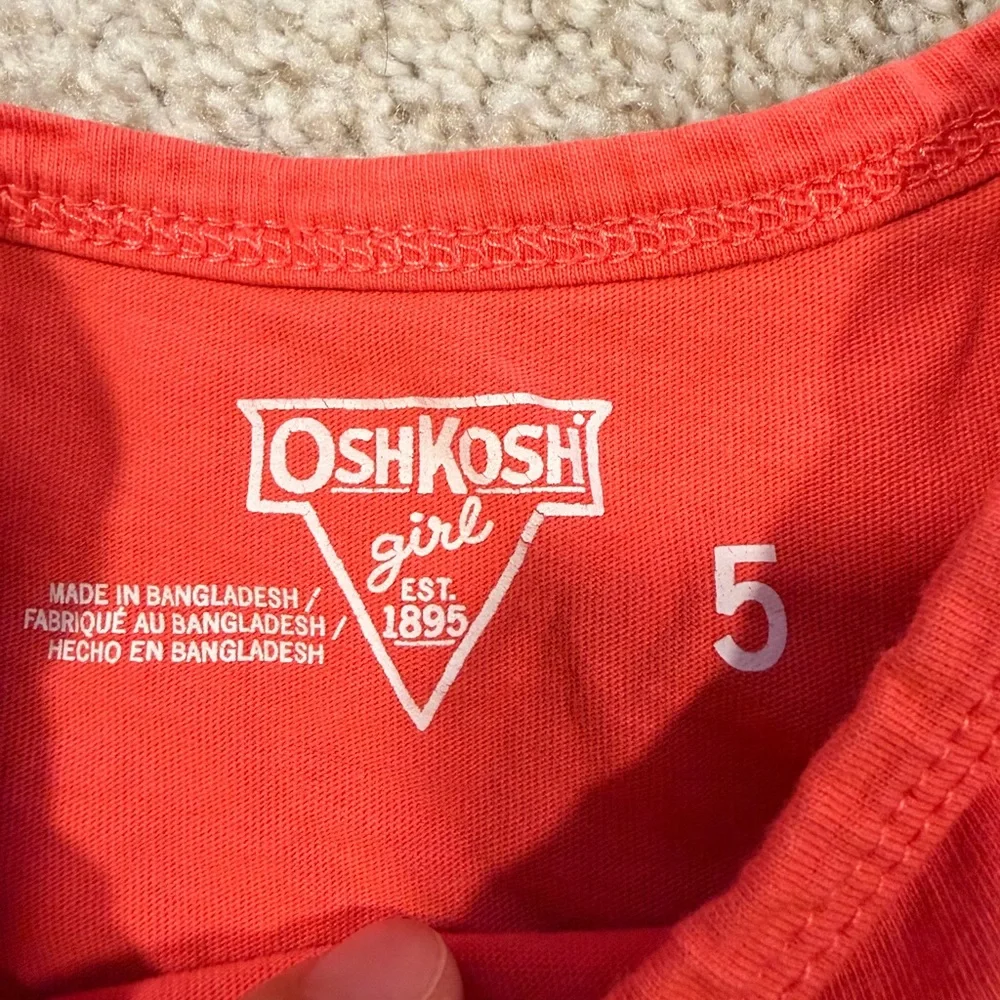 OSHKOSH
girl
EST.
1895
MADE IN BANGLADESH /
FABRIQUÉ AU BANGLADESH /
HECHO EN BANGLADESH
5